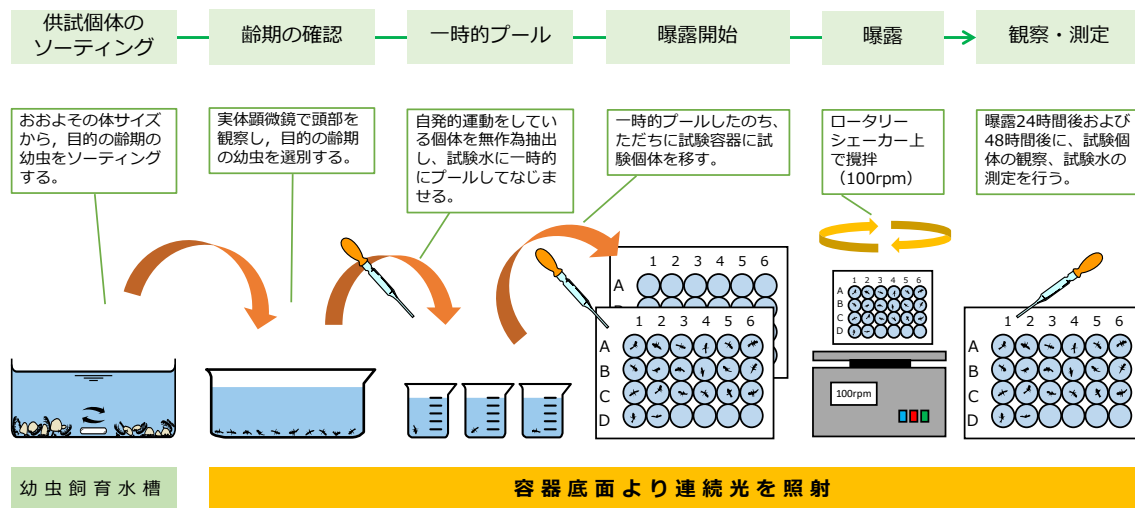 供試個体の
ソーティング
齢期の確認
一時的プール
曝露開始
曝露
観察・測定
おおよその体サイズ
から，目的の齢期の
幼虫をソーティング
する。
実体顕微鏡で頭部を
観察し，目的の齢期
の幼虫を選別する。
自発的運動をして
いる個体を無作為抽出
し、試験水に一時的
にプールしてなじま
せる。
一時的プールしたのち、
ただちに試験容器に試
験個体を移す。
ロータリー
シェーカー上
で攪拌
（100rpm）
曝露24時間後および
48時間後に、試験個
体の観察、試験水の
測定を行う。
1 2 3 4 5 6
A
1 2 3 4 5 6
A
B
C
D
1 2 3 4 5 6
A
B
C
D
100rpm
1 2 3 4 5 6
A
B
C
D
幼虫飼育水槽
容器底面より連続光を照射